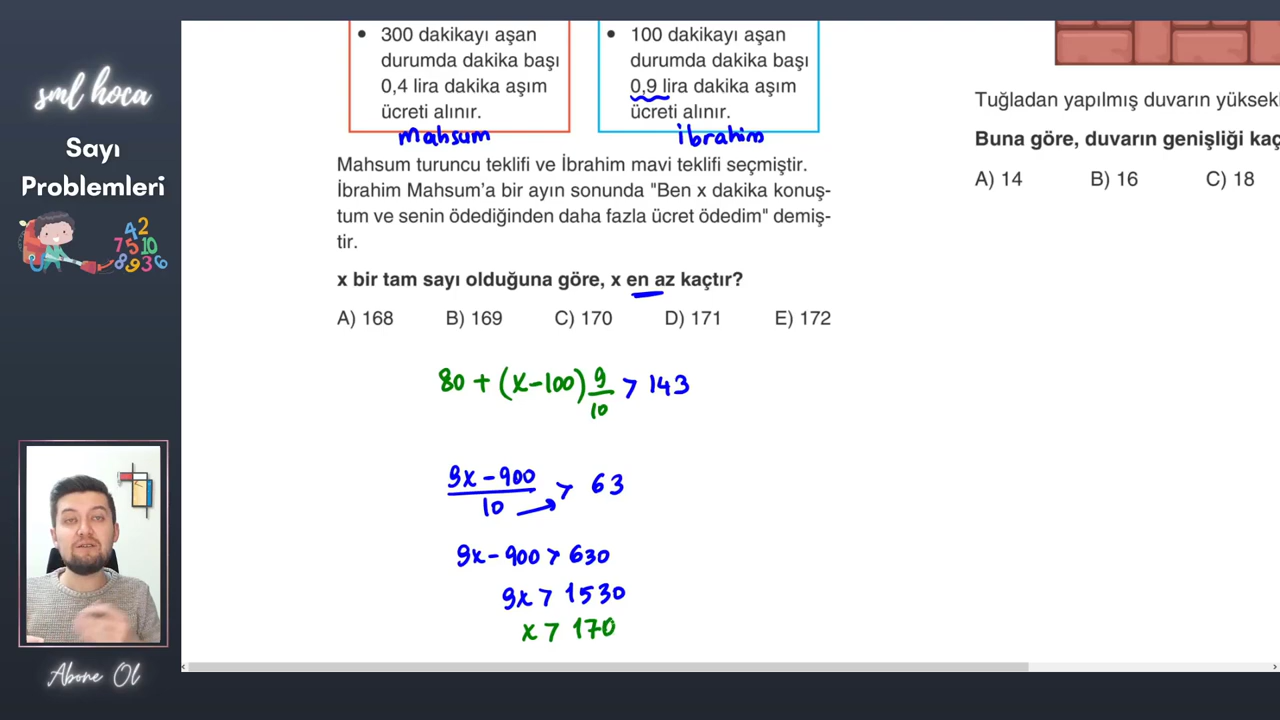 sml hoca
Sayı
Problemleri
Abone Ol
• 300 dakikayı aşan
durumda dakika başı
0,4 lira dakika aşım
ücreti alınır.
Mahsum
• 100 dakikayı aşan
durumda dakika başı
0,9 lira dakika aşım
ücreti alınır.
İbrahim
Mahsum turuncu teklifi ve İbrahim mavi teklifi seçmiştir.
İbrahim Mahsum'a bir ayın sonunda "Ben x dakika konuş-
tum ve senin ödediğinden daha fazla ücret ödedim" demiş-
tir.
x bir tam sayı olduğuna göre, x en az kaçtır?
A) 168 B) 169 C) 170 D) 171 E) 172
80 + (x-100) 9/10 > 143
9x - 900 / 10 > 63
9x - 900 > 630
9x > 1530
x > 170
Tuğladan yapılmış duvarın yüksekl
Buna göre, duvarın genişliği kaç
A) 14 B) 16 C) 18